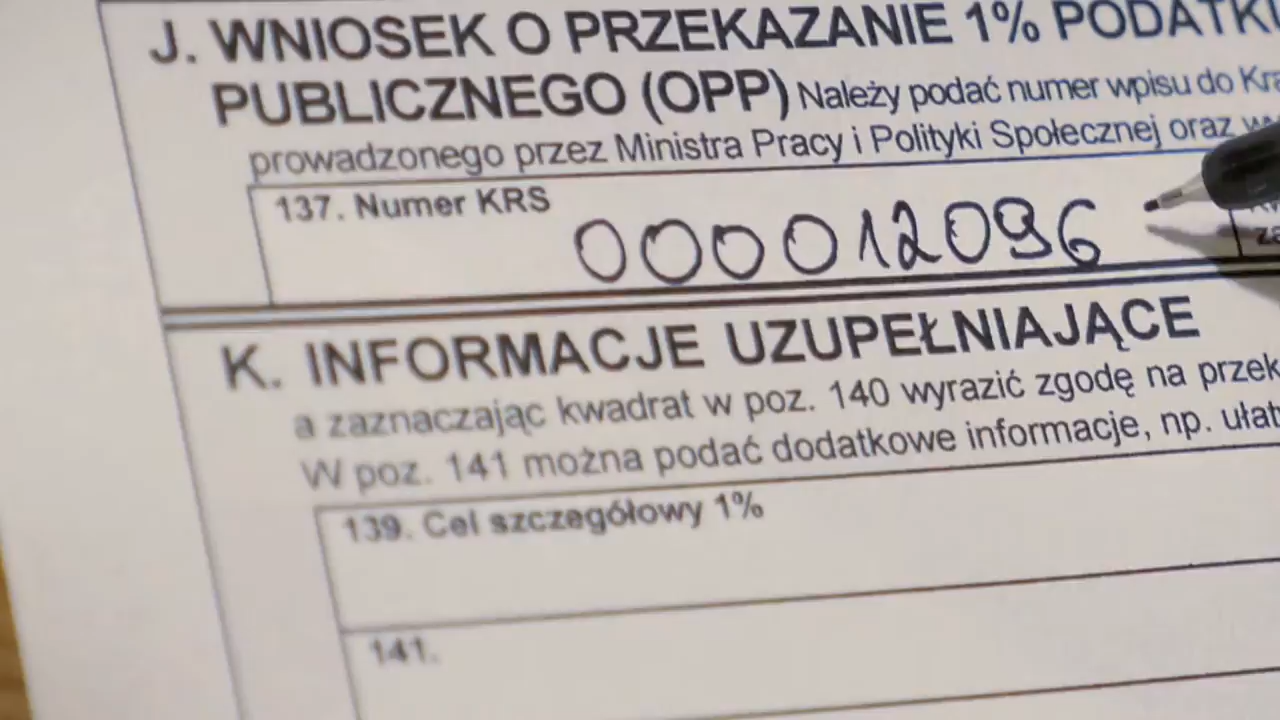 J. WNIOSEK O PRZEKAZANIE 1% PODATKU
PUBLICZNEGO (OPP) Należy podać numer wpisu do Kra
prowadzonego przez Ministra Pracy i Polityki Społecznej oraz w
137. Numer KRS
000012096
K. INFORMACJE UZUPEŁNIAJĄCE
a zaznaczając kwadrat w poz. 140 wyrazić zgodę na przek
W poz. 141 można podać dodatkowe informacje, np. ułat
139. Cel szczegółowy 1%
141.